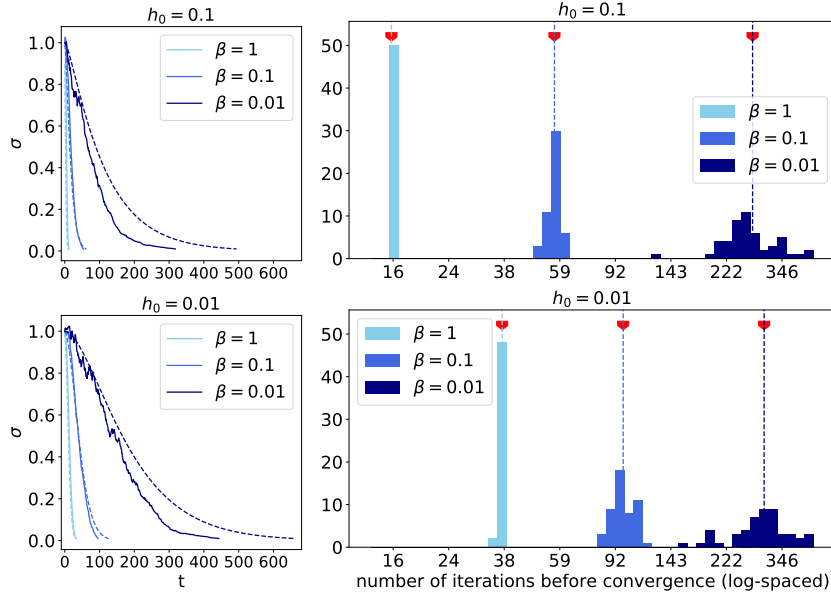 h₀ = 0.1
1.0
0.8
0.6
0.4
0.2
0.0
σ
0 100 200 300 400 500 600
β = 1
β = 0.1
β = 0.01
h₀ = 0.1
50
40
30
20
10
0
16 24 38 59 92 143 222 346
β = 1
β = 0.1
β = 0.01
h₀ = 0.01
1.0
0.8
0.6
0.4
0.2
0.0
σ
0 100 200 300 400 500 600
t
β = 1
β = 0.1
β = 0.01
h₀ = 0.01
50
40
30
20
10
0
16 24 38 59 92 143 222 346
number of iterations before convergence (log-spaced)
β = 1
β = 0.1
β = 0.01